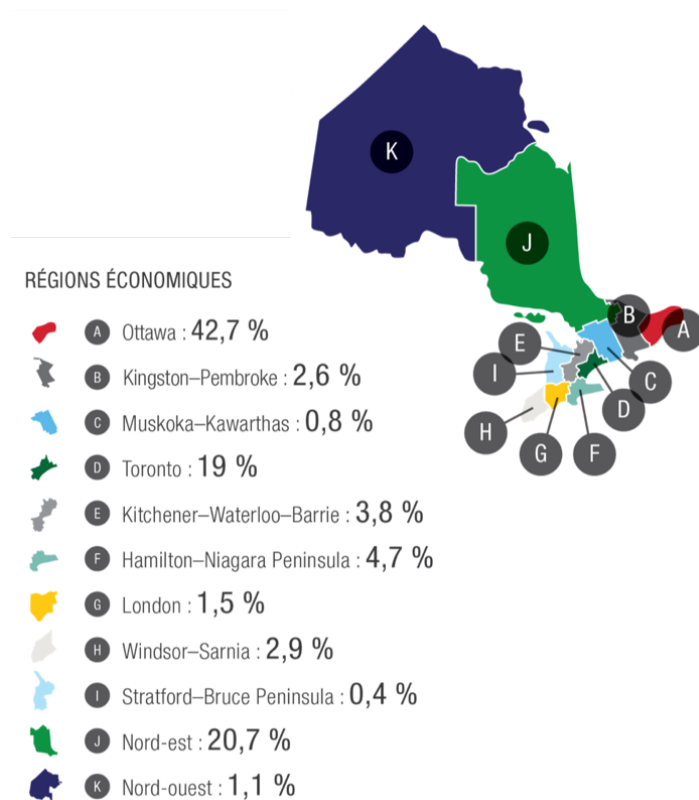 K
J
B
A
E
I
C
D
H
G
F
RÉGIONS ÉCONOMIQUES
A Ottawa : 42,7 %
B Kingston–Pembroke : 2,6 %
C Muskoka–Kawarthas : 0,8 %
D Toronto : 19 %
E Kitchener–Waterloo–Barrie : 3,8 %
F Hamilton–Niagara Peninsula : 4,7 %
G London : 1,5 %
H Windsor–Sarnia : 2,9 %
I Stratford–Bruce Peninsula : 0,4 %
J Nord-est : 20,7 %
K Nord-ouest : 1,1 %